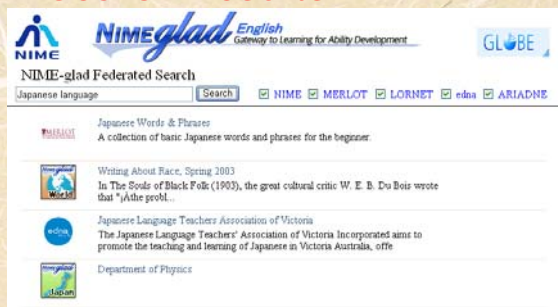 NIME
NIMEglad English
Gateway to Learning for Ability Development
GLOBE
NIME-glad Federated Search
Japanese language
Search
NIME MERLOT LORNET edna ARIADNE
MERLOT
Japanese Words & Phrases
A collection of basic Japanese words and phrases for the beginner.
NIMEglad
World
Writing About Race, Spring 2003
In The Souls of Black Folk (1903), the great cultural critic W. E. B. Du Bois wrote
that "¡Áthe probl...
edna
Japanese Language Teachers Association of Victoria
The Japanese Language Teachers' Association of Victoria Incorporated aims to
promote the teaching and learning of Japanese in Victoria Australia, offe
NIMEglad
Japan
Department of Physics